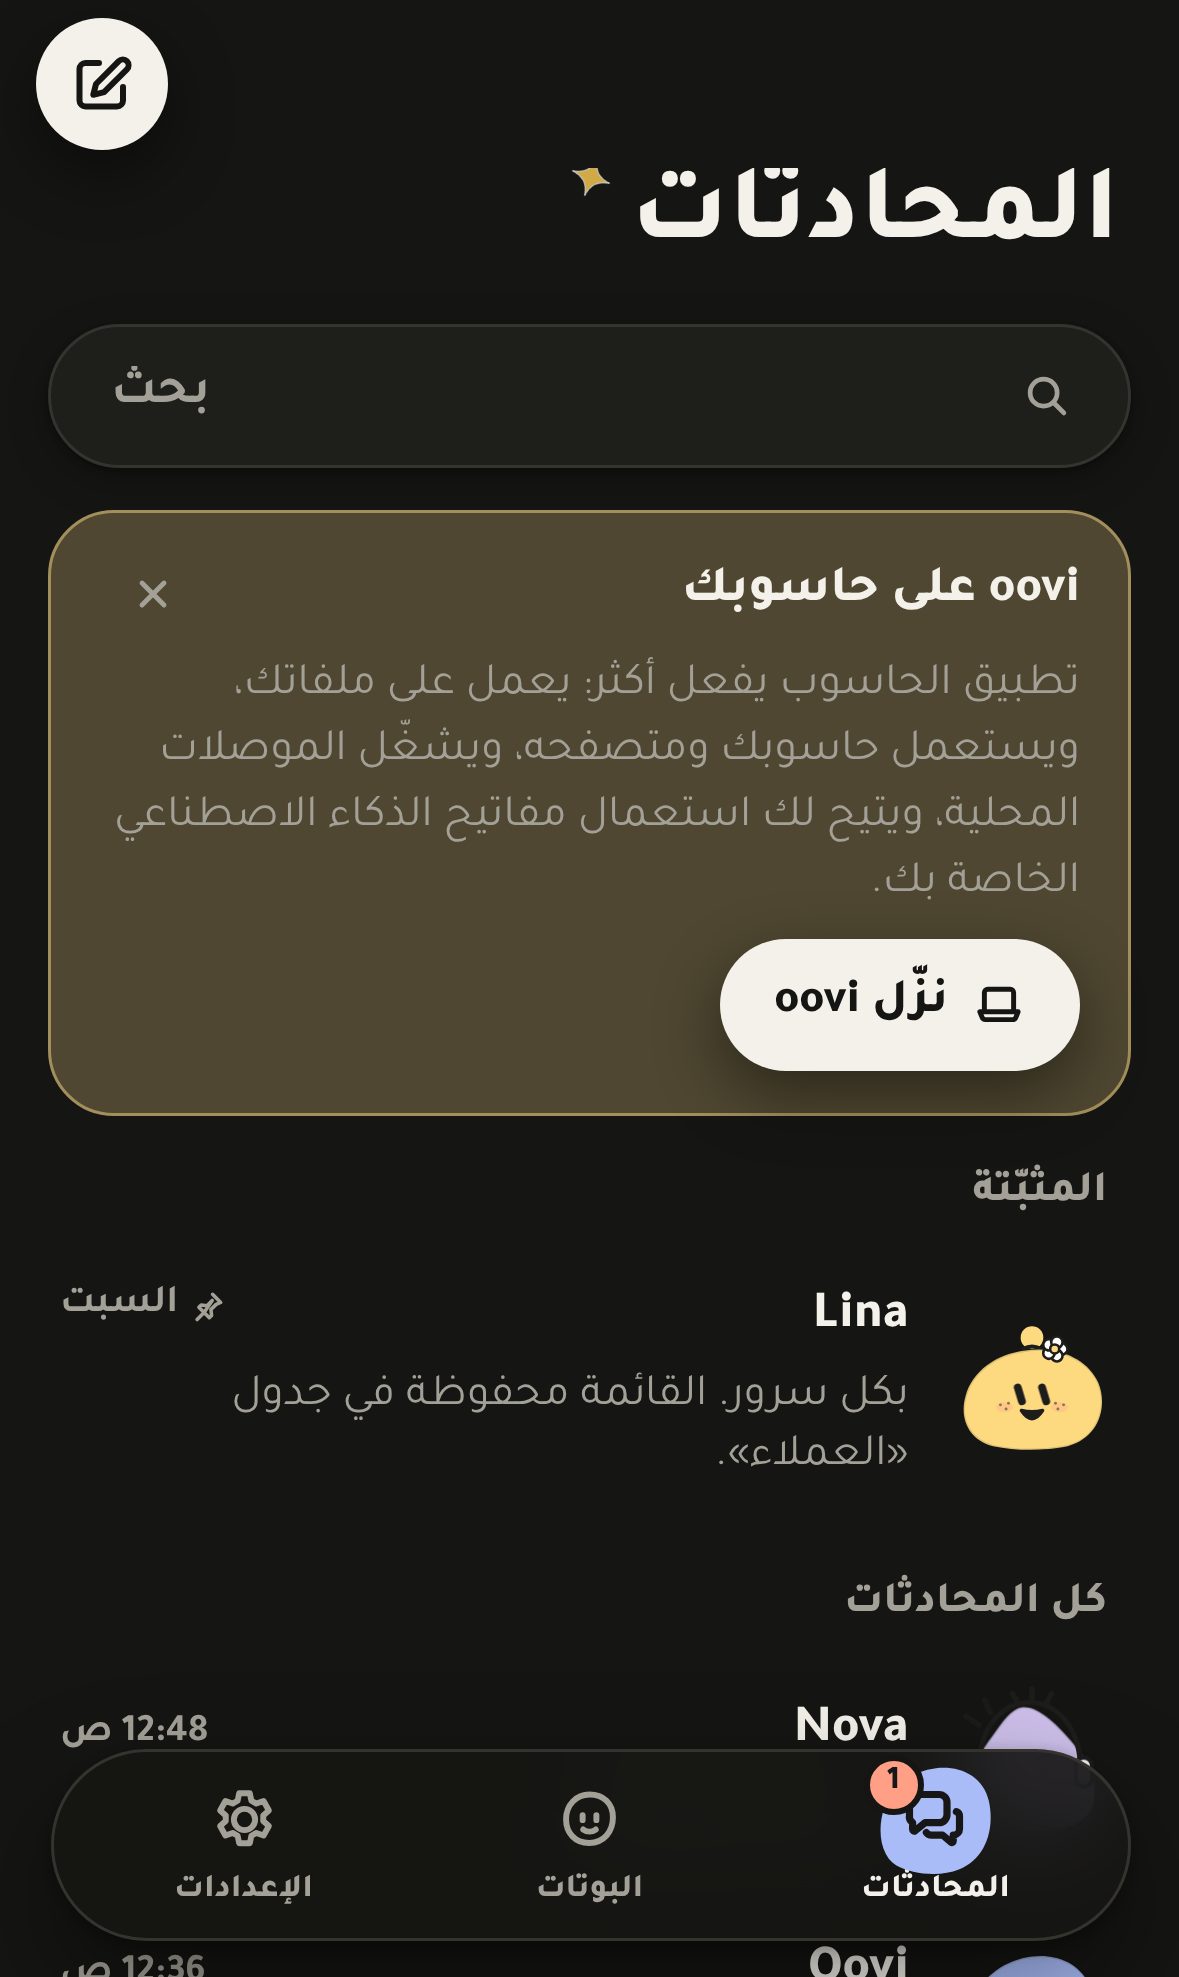 المحادثات
بحث
oovi على حاسوبك
تطبيق الحاسوب يفعل أكثر: يعمل على ملفاتك،
ويستعمل حاسوبك ومتصفحه، ويشغّل الموصلات
المحلية، ويتيح لك استعمال مفاتيح الذكاء الاصطناعي
الخاصة بك.
نزّل oovi
المثبّتة
Lina
السبت
بكل سرور. القائمة محفوظة في جدول
«العملاء».
كل المحادثات
Nova
12:48 ص
1
المحادثات
البوتات
الإعدادات
Oovi
12:36 ص